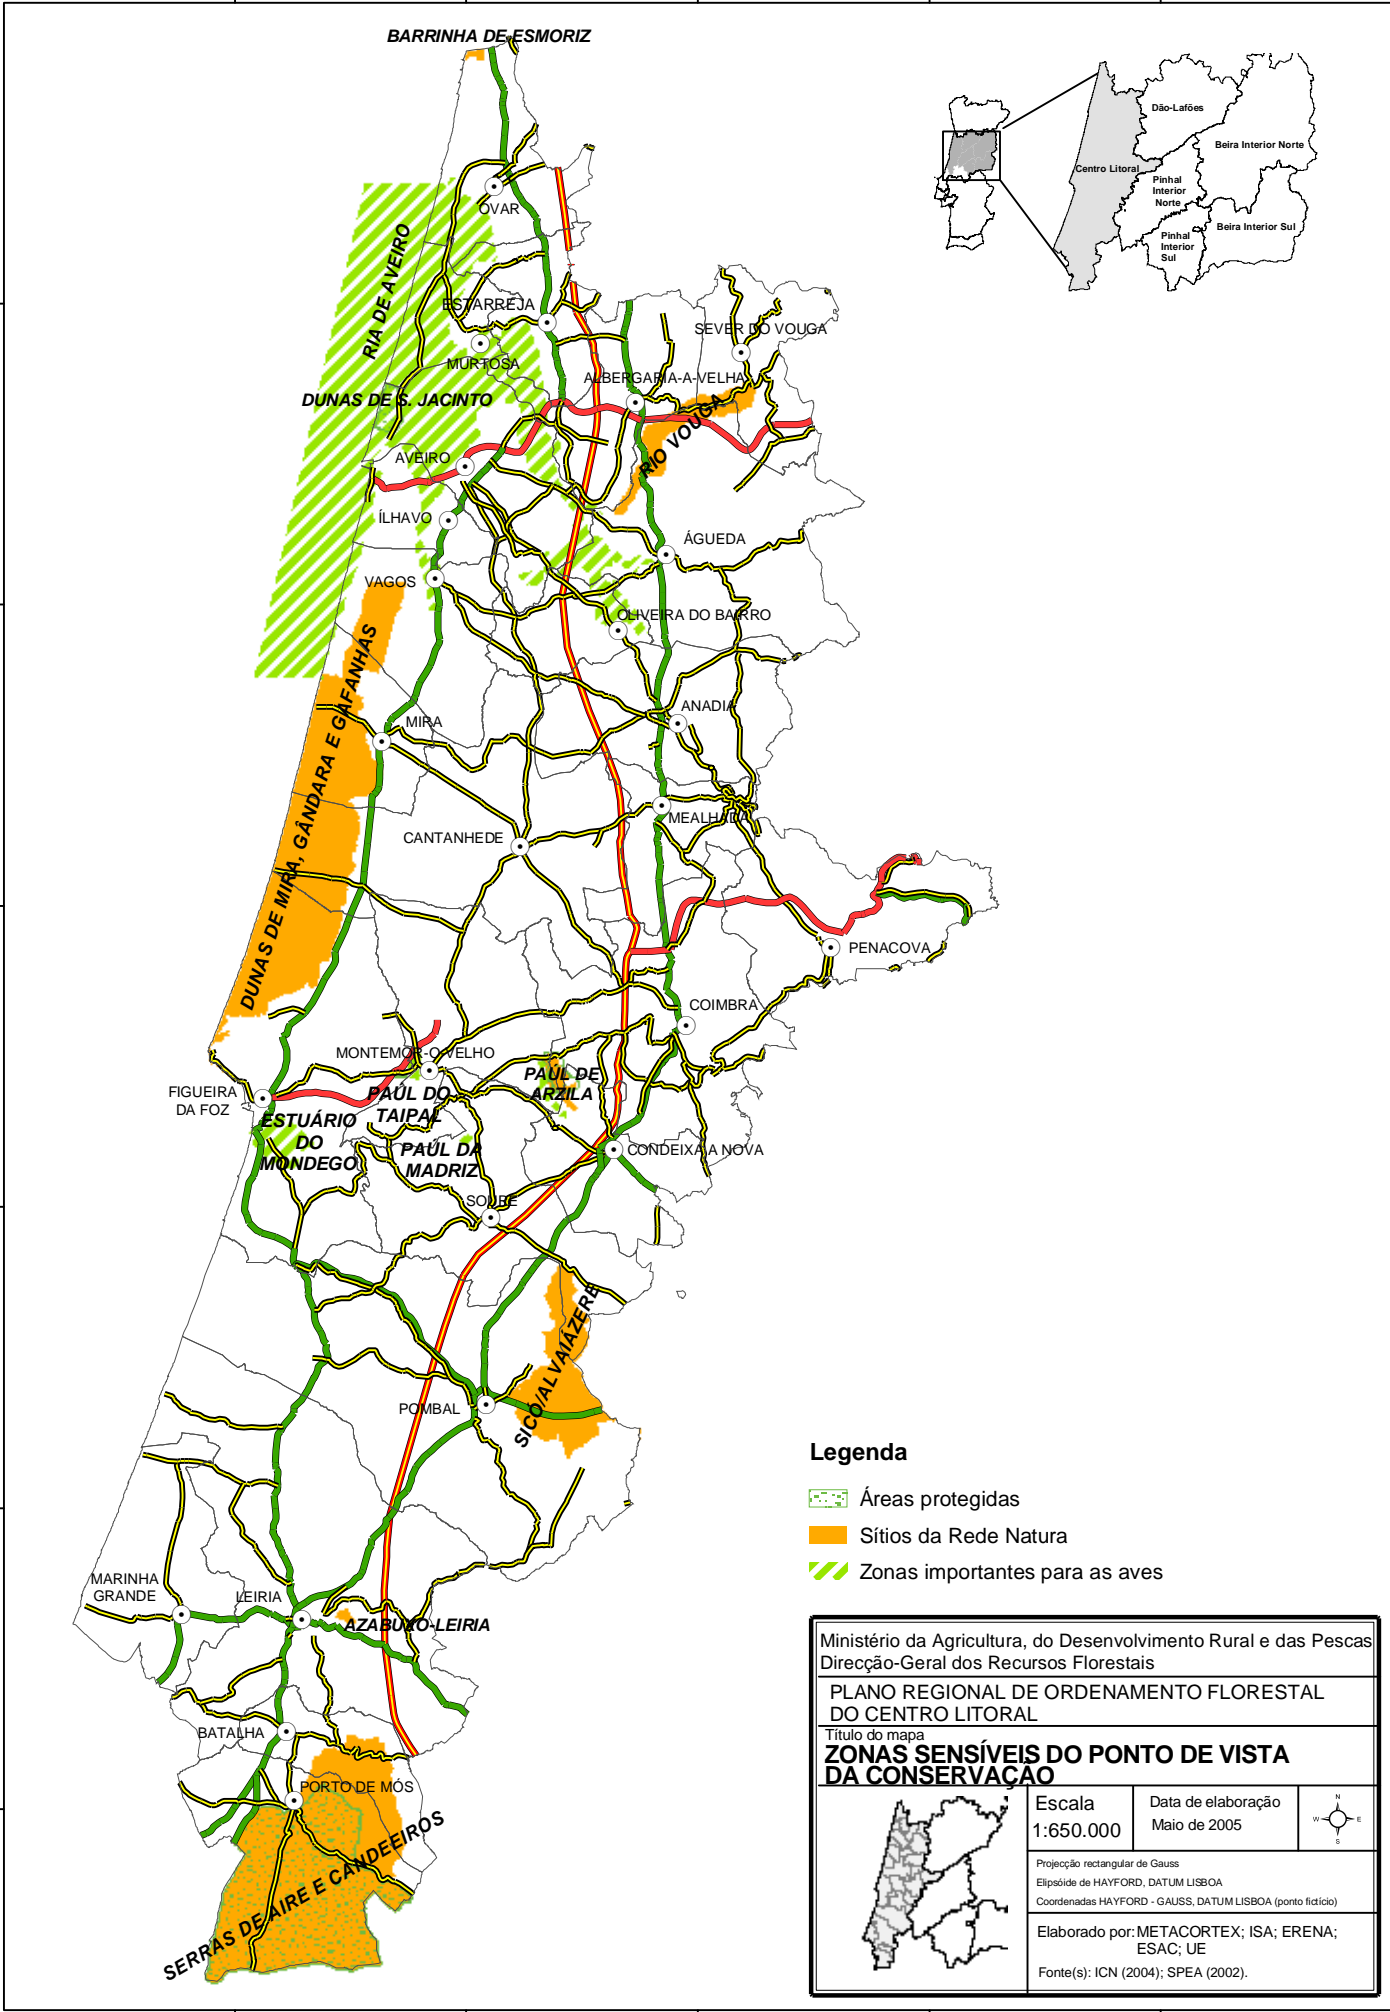 BARRINHA DE ESMORIZ
Dão-Lafões
Beira Interior Norte
Centro Litoral
Pinhal
Interior
Norte
Beira Interior Sul
Pinhal
Interior
Sul
OVAR
RIA DE AVEIRO
ESTARREJA
SEVER DO VOUGA
MURTOSA
ALBERGARIA-A-VELHA
DUNAS DE S. JACINTO
RIO VOUGA
AVEIRO
ÍLHAVO
ÁGUEDA
VAGOS
OLIVEIRA DO BAIRRO
DUNAS DE MIRA, GÂNDARA E GAFANHAS
ANADIA
MIRA
MEALHADA
CANTANHEDE
PENACOVA
COIMBRA
MONTEMOR-O-VELHO
FIGUEIRA
DA FOZ
PAÚL DE
ARZILA
PAÚL DO
TAIPAL
ESTUÁRIO
DO
MONDEGO
PAÚL DA
MADRIZ
CONDEIXA A NOVA
SOURE
SICÓ/ALVAIÁZERE
POMBAL
MARINHA
GRANDE
LEIRIA
AZABUXO-LEIRIA
BATALHA
PORTO DE MÓS
SERRAS DE AIRE E CANDEEIROS
Legenda
Áreas protegidas
Sítios da Rede Natura
Zonas importantes para as aves
Ministério da Agricultura, do Desenvolvimento Rural e das Pescas
Direcção-Geral dos Recursos Florestais
PLANO REGIONAL DE ORDENAMENTO FLORESTAL
DO CENTRO LITORAL
Título do mapa
ZONAS SENSÍVEIS DO PONTO DE VISTA
DA CONSERVAÇÃO
Escala
1:650.000
Data de elaboração
Maio de 2005
N
W E
S
Projecção rectangular de Gauss
Elipsóide de HAYFORD, DATUM LISBOA
Coordenadas HAYFORD - GAUSS, DATUM LISBOA (ponto fictício)
Elaborado por: METACORTEX; ISA; ERENA;
ESAC; UE
Fonte(s): ICN (2004); SPEA (2002).